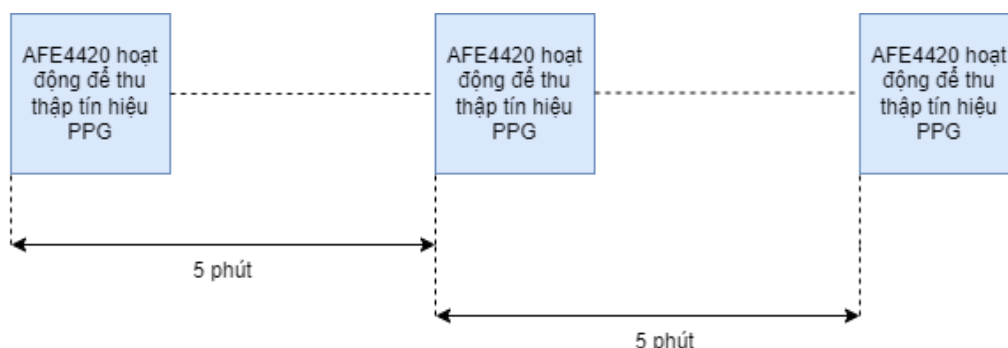 AFE4420 hoạt
động để thu
thập tín hiệu
PPG
AFE4420 hoạt
động để thu
thập tín hiệu
PPG
AFE4420 hoạt
động để thu
thập tín hiệu
PPG
5 phút
5 phút